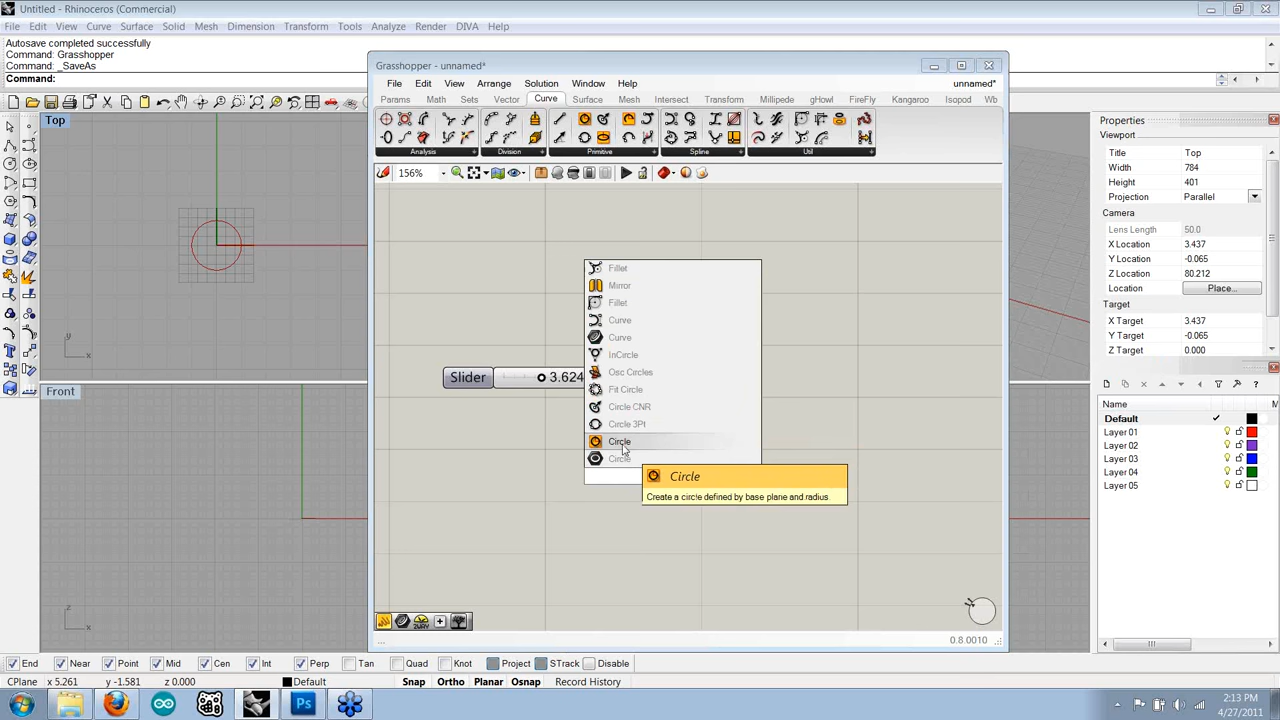 Untitled - Rhinoceros (Commercial)
File Edit View Curve Surface Solid Mesh Dimension Transform Tools Analyze Render DIVA Help
Autosave completed successfully
Command: Grasshopper
Command: _SaveAs
Command:
Grasshopper - unnamed*
File Edit View Arrange Solution Window Help unnamed*
Params Math Sets Vector Curve Surface Mesh Intersect Transform Millipede gHowl FireFly Kangaroo Isopod Wb
Analysis + Division + Primitive + Spline + Util +
156%
Top
Front
y
x
z
x
Fillet
Mirror
Fillet
Curve
Curve
InCircle
Osc Circles
Fit Circle
Circle CNR
Circle 3Pt
Circle
Circle
Slider 3.624
Circle
Create a circle defined by base plane and radius.
... 0.8.0010
Properties
Viewport
Title Top
Width 784
Height 401
Projection Parallel
Camera
Lens Length 50.0
X Location 3.437
Y Location -0.065
Z Location 80.212
Location Place...
Target
X Target 3.437
Y Target -0.065
Z Target 0.000
Name M
Default
Layer 01
Layer 02
Layer 03
Layer 04
Layer 05
End Near Point Mid Cen Int Perp Tan Quad Knot Project STrack Disable
CPlane x 5.261 y -1.581 z 0.000 Default Snap Ortho Planar Osnap Record History
Ps
2:13 PM
4/27/2011